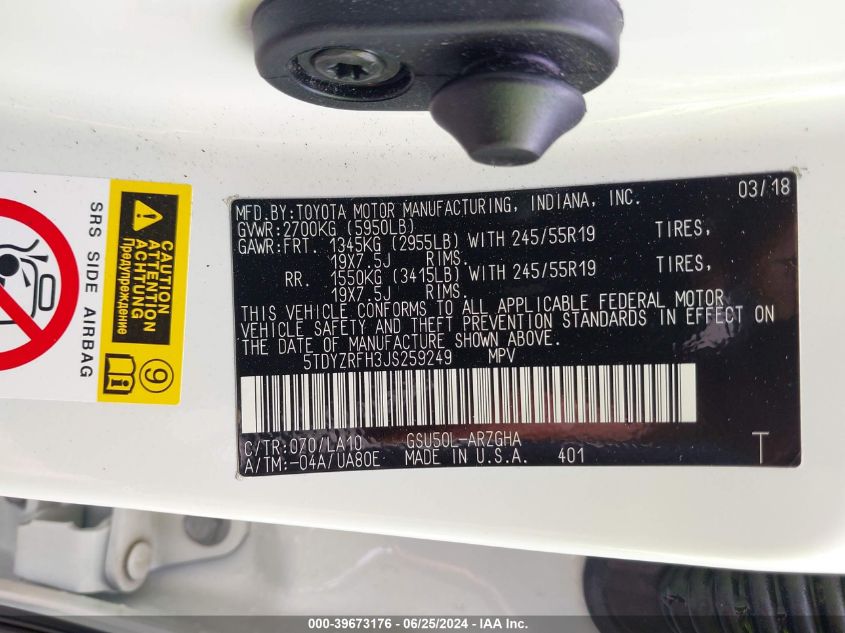 SRS SIDE AIRBAG
CAUTION
ATTENTION
ACHTUNG
Предупреждение
9
MFD.BY:TOYOTA MOTOR MANUFACTURING, INDIANA, INC. 03/18
GVWR:2700KG (5950LB)
GAWR:FRT. 1345KG (2955LB) WITH 245/55R19 TIRES,
19X7.5J RIMS.
RR. 1550KG (3415LB) WITH 245/55R19 TIRES,
19X7.5J RIMS.
THIS VEHICLE CONFORMS TO ALL APPLICABLE FEDERAL MOTOR
VEHICLE SAFETY AND THEFT PREVENTION STANDARDS IN EFFECT ON
THE DATE OF MANUFACTURE SHOWN ABOVE.
5TDYZRFH3JS259249 MPV
C/TR:070/LA10 GSU50L-ARZGHA
A/TM:-04A/UA80E MADE IN U.S.A. 401 T
000-39673176 - 06/25/2024 - IAA Inc.